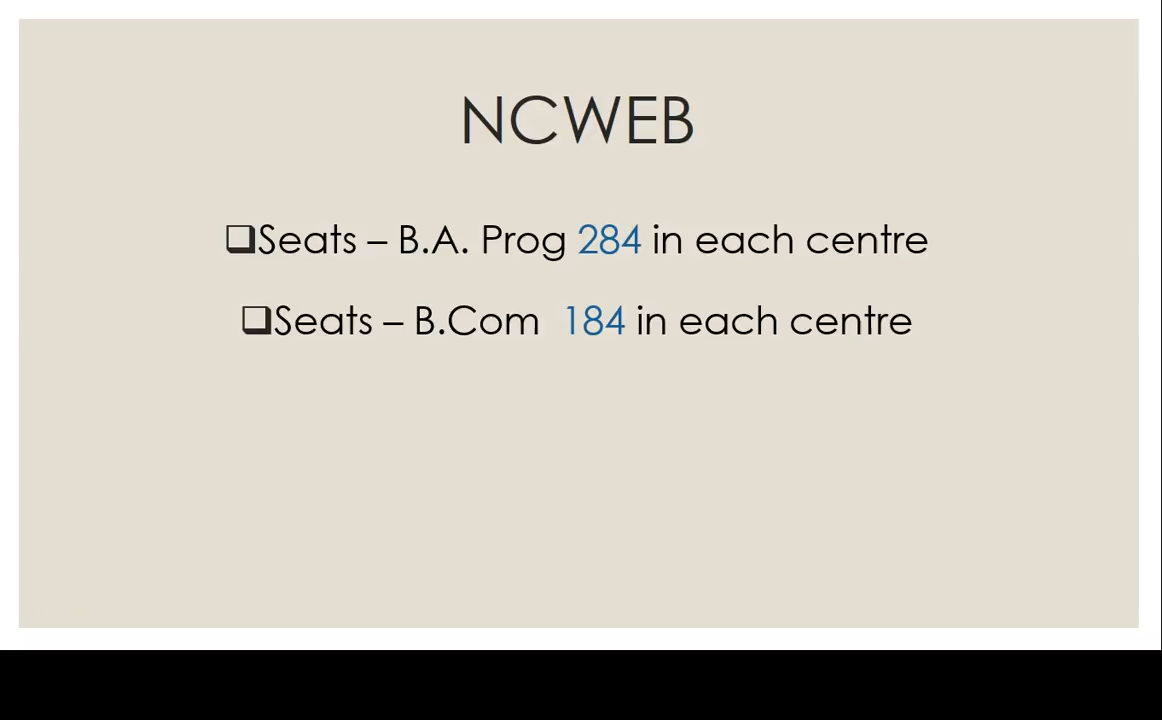 NCWEB
❑Seats – B.A. Prog 284 in each centre
❑Seats – B.Com 184 in each centre